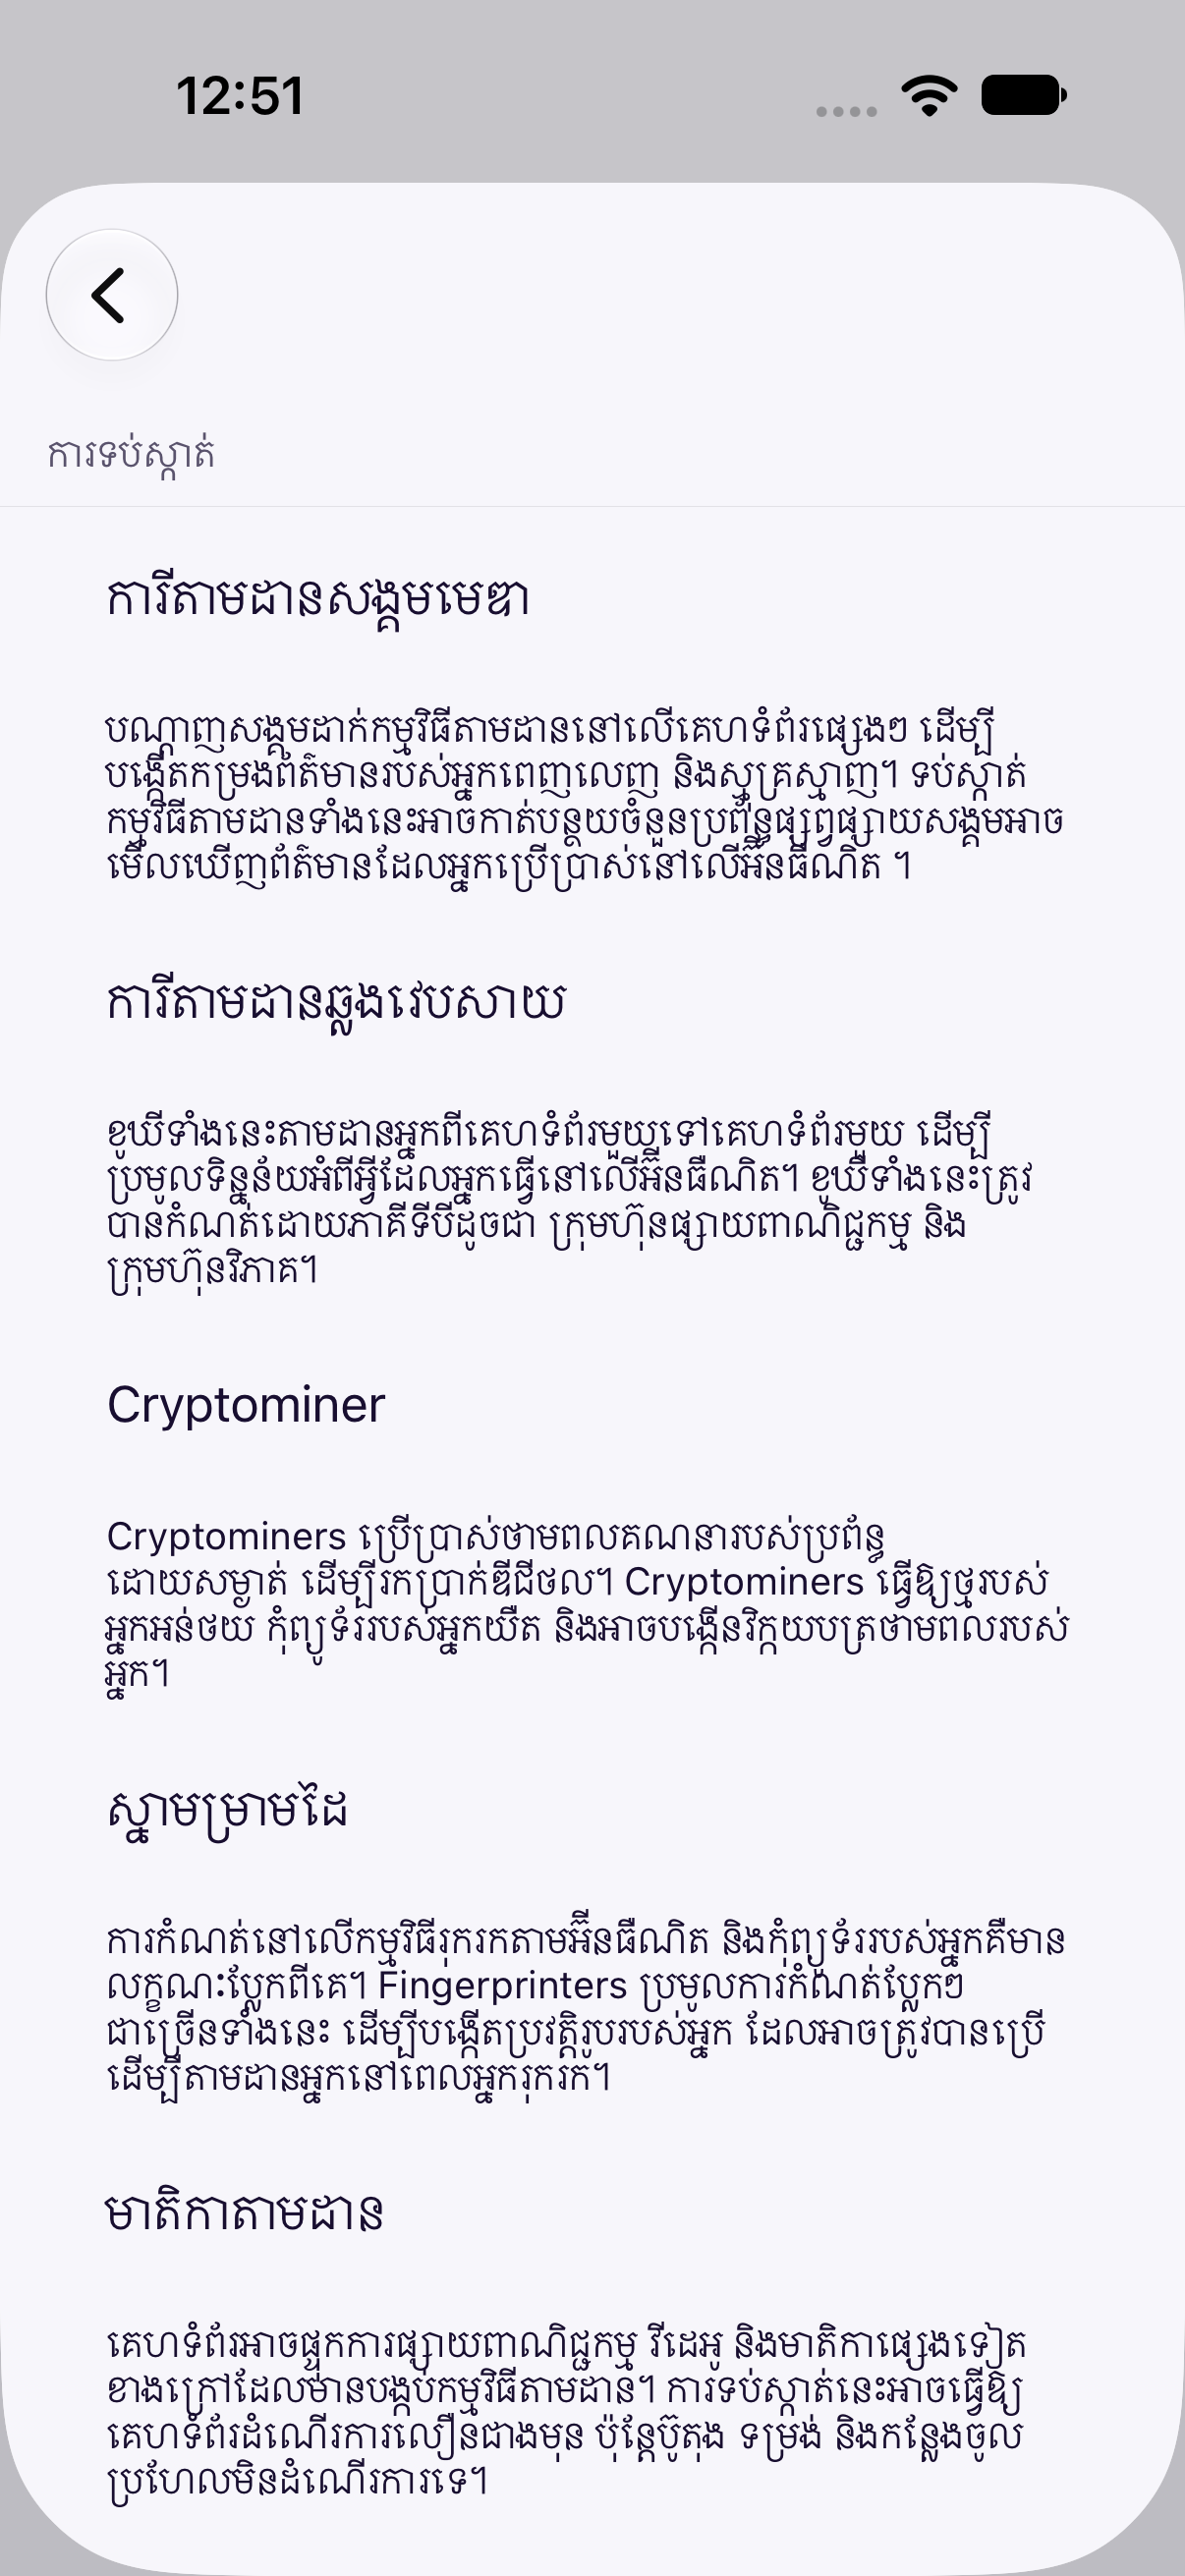 12:51
ការទប់ស្កាត់
ការីតាមដានសង្គមមេឌា
បណ្ដាញសង្គមដាក់កម្មវិធីតាមដាននៅលើគេហទំព័រផ្សេងៗ ដើម្បី
បង្កើតកម្រងព័ត៌មានរបស់អ្នកពេញលេញ និងស្មុគ្រស្មាញ។ ទប់ស្កាត់
កម្មវិធីតាមដានទាំងនេះអាចកាត់បន្ថយចំនួនប្រព័ន្ធផ្សព្វផ្សាយសង្គមអាច
មើលឃើញព័ត៌មានដែលអ្នកប្រើប្រាស់នៅលើអ៊ីនធឺណិត ។
ការីតាមដានឆ្លងវេបសាយ
ខូឃីទាំងនេះតាមដានអ្នកពីគេហទំព័រមួយទៅគេហទំព័រមួយ ដើម្បី
ប្រមូលទិន្នន័យអំពីអ្វីដែលអ្នកធ្វើនៅលើអ៊ីនធឺណិត។ ខូឃីទាំងនេះត្រូវ
បានកំណត់ដោយភាគីទីបីដូចជា ក្រុមហ៊ុនផ្សាយពាណិជ្ជកម្ម និង
ក្រុមហ៊ុនវិភាគ។
Cryptominer
Cryptominers ប្រើប្រាស់ថាមពលគណនារបស់ប្រព័ន្ធ
ដោយសម្ងាត់ ដើម្បីរកប្រាក់ឌីជីថល។ Cryptominers ធ្វើឱ្យថ្មរបស់
អ្នកអន់ថយ កុំព្យូទ័ររបស់អ្នកយឺត និងអាចបង្កើនវិក្កយបត្រថាមពលរបស់
អ្នក។
ស្នាមម្រាមដៃ
ការកំណត់នៅលើកម្មវិធីរុករកតាមអ៊ីនធឺណិត និងកុំព្យូទ័ររបស់អ្នកគឺមាន
លក្ខណៈប្លែកពីគេ។ Fingerprinters ប្រមូលការកំណត់ប្លែកៗ
ជាច្រើនទាំងនេះ ដើម្បីបង្កើតប្រវត្តិរូបរបស់អ្នក ដែលអាចត្រូវបានប្រើ
ដើម្បីតាមដានអ្នកនៅពេលអ្នករុករក។
មាតិកាតាមដាន
គេហទំព័រអាចផ្ទុកការផ្សាយពាណិជ្ជកម្ម វីដេអូ និងមាតិកាផ្សេងទៀត
ខាងក្រៅដែលមានបង្កប់កម្មវិធីតាមដាន។ ការទប់ស្កាត់នេះអាចធ្វើឱ្យ
គេហទំព័រដំណើរការលឿនជាងមុន ប៉ុន្តែប៊ូតុង ទម្រង់ និងកន្លែងចូល
ប្រហែលមិនដំណើរការទេ។